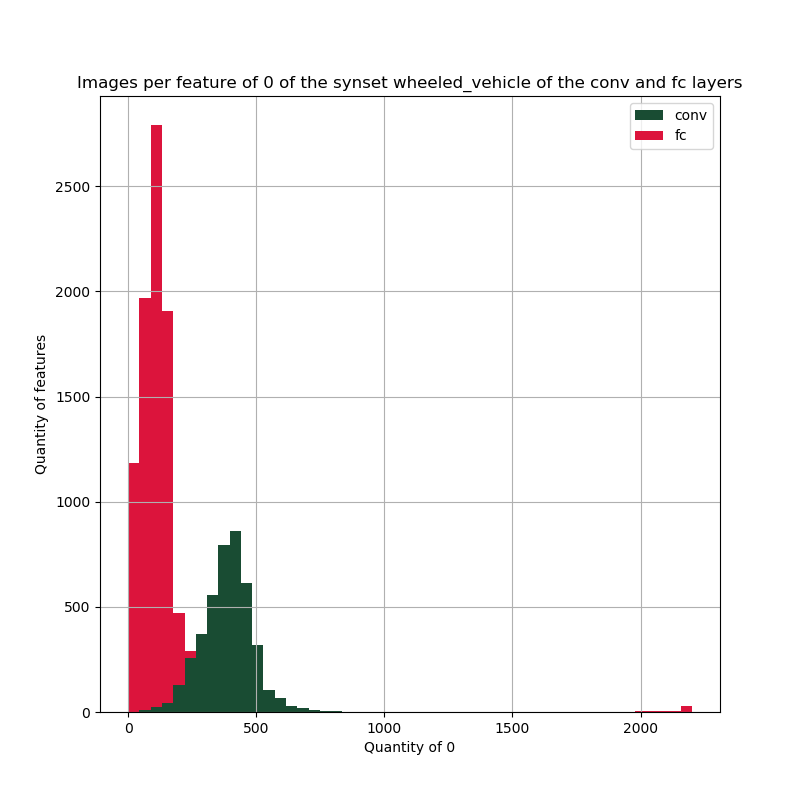 Images per feature of 0 of the synset wheeled_vehicle of the conv and fc layers
conv
fc
2500
2000
1500
1000
500
0
Quantity of features
0
500
1000
1500
2000
Quantity of 0